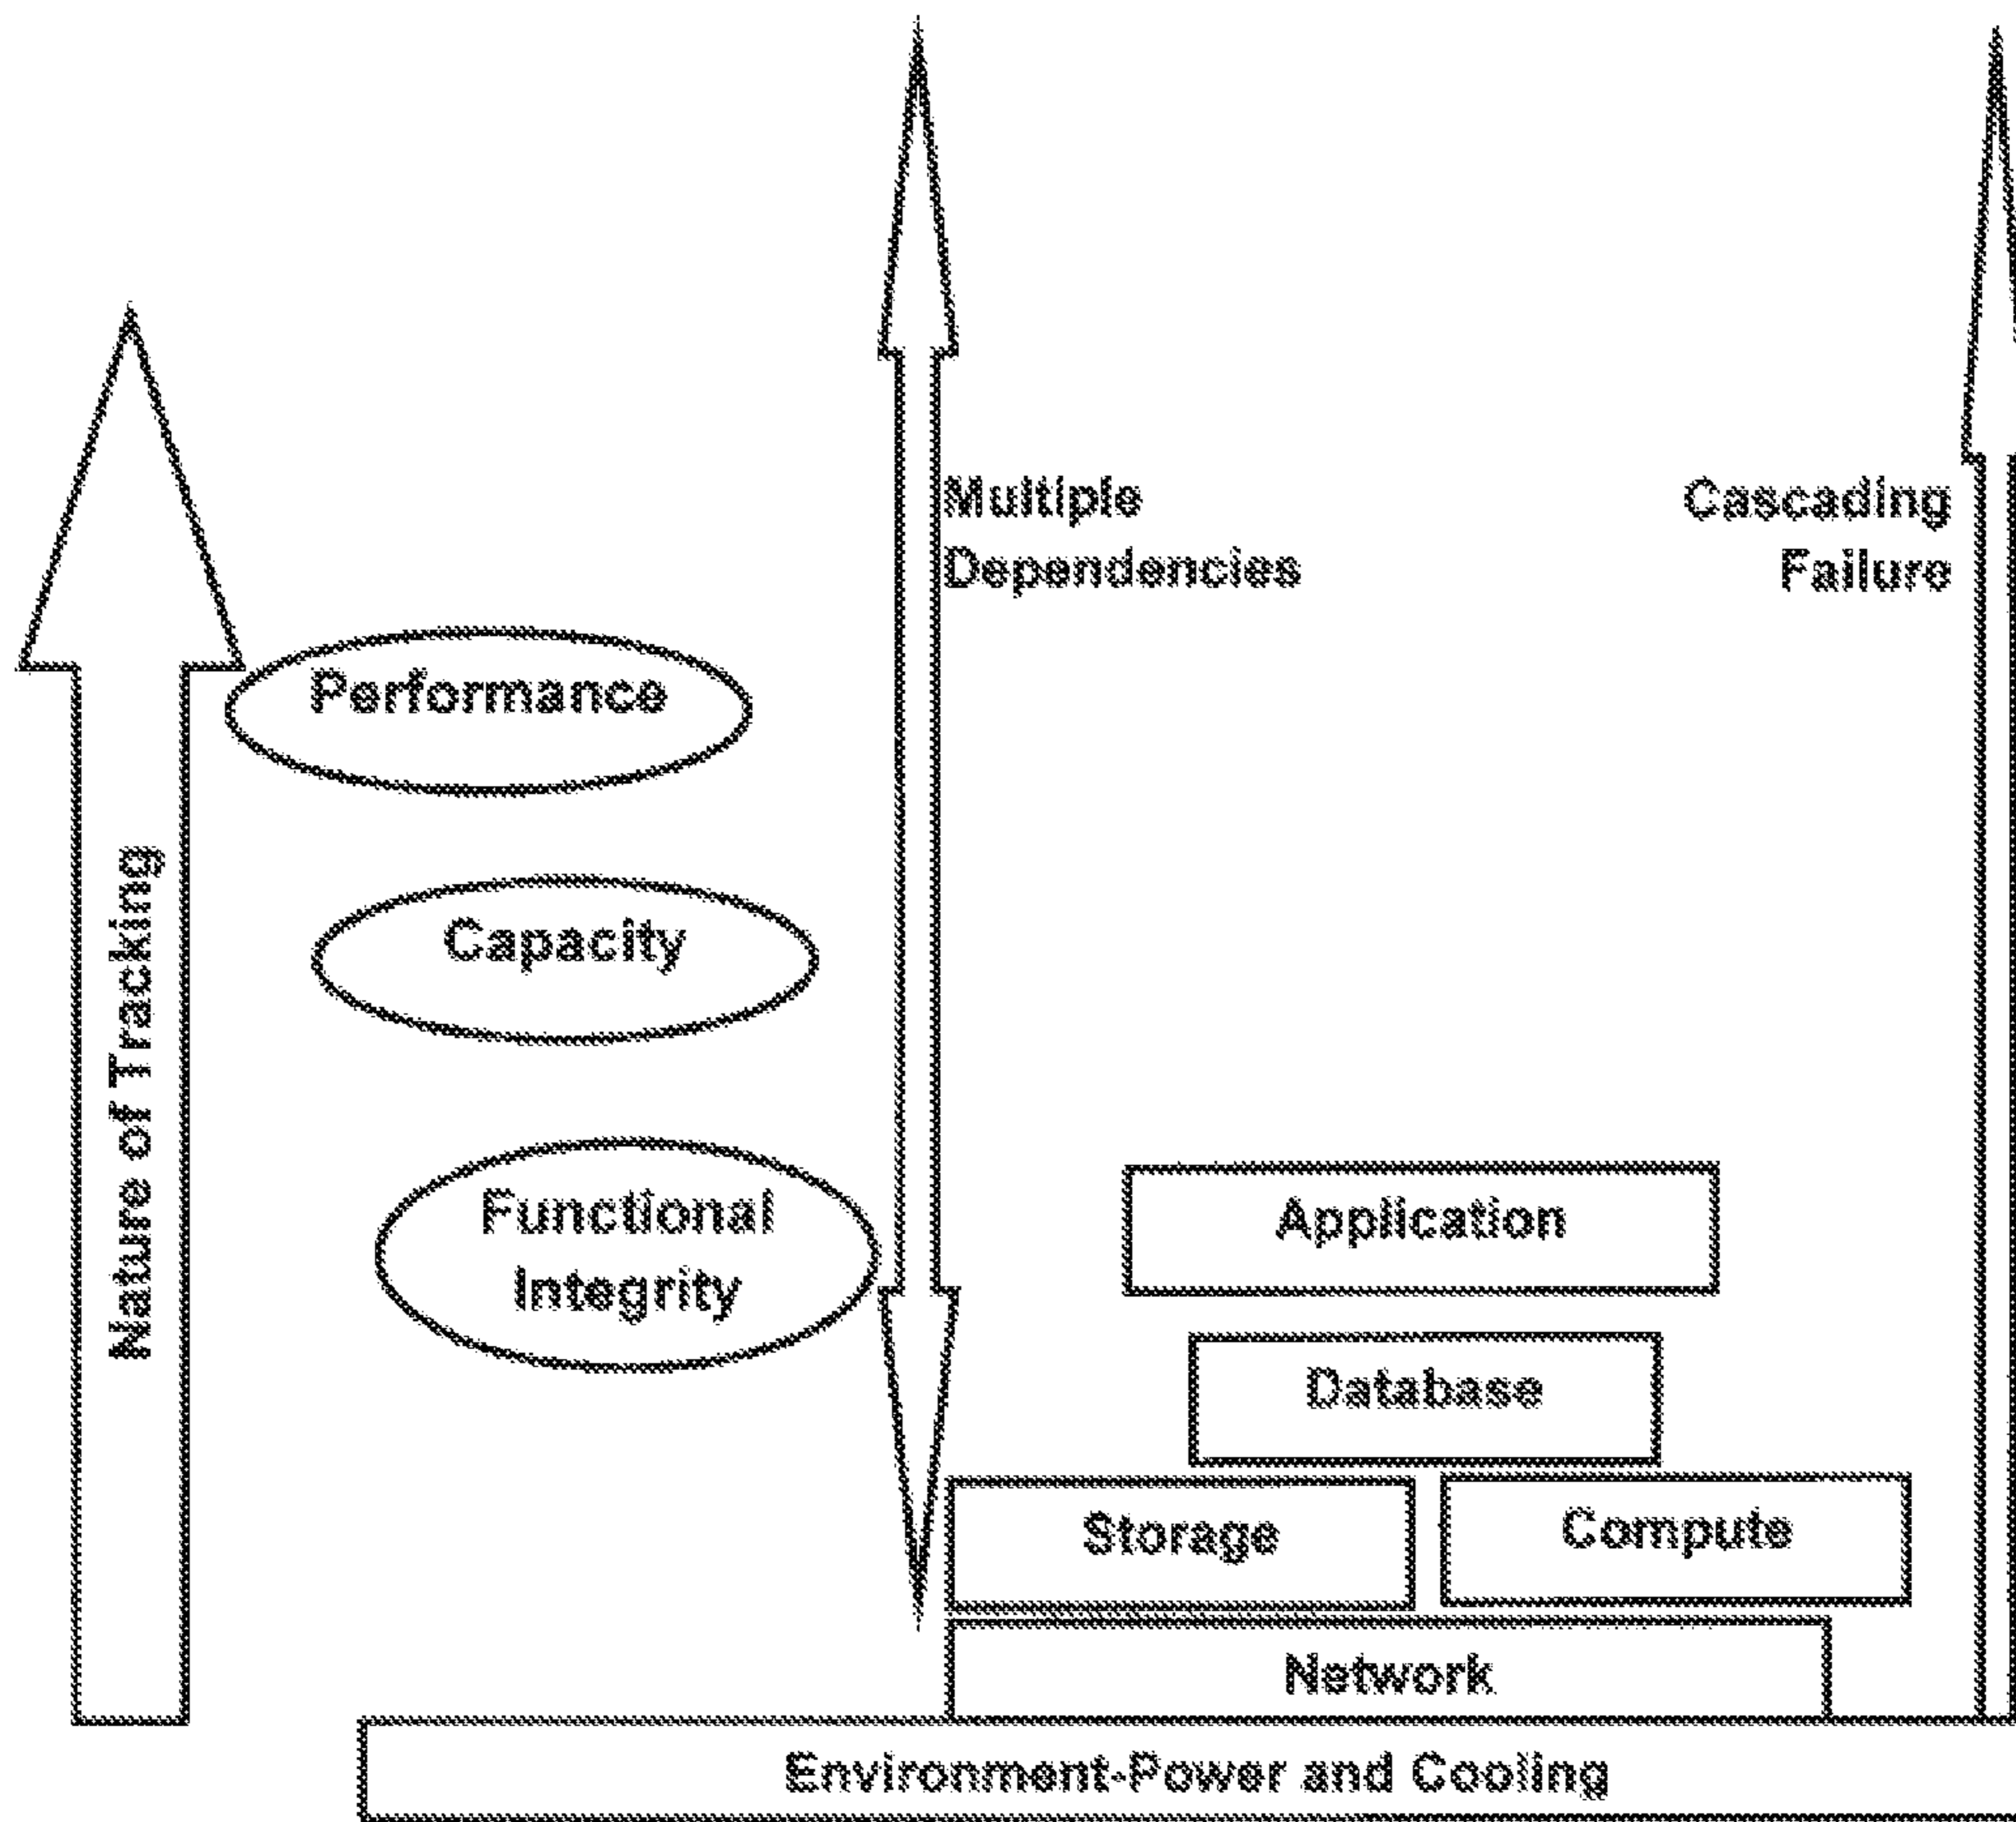 Multiple
Dependencies
Cascading
Failure
Performance
Capacity
Nature of Tracking
Functional
Integrity
Application
Database
Storage
Compute
Network
Environment-Power and Cooling